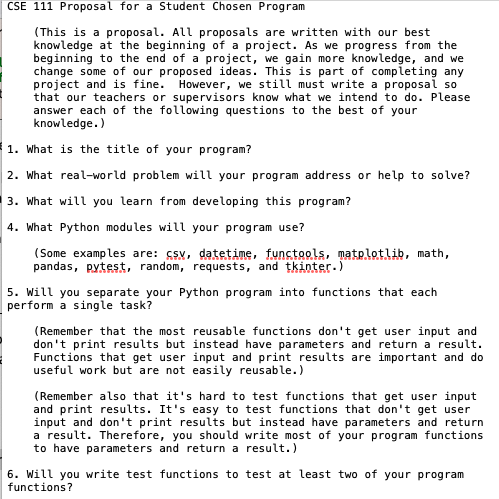 CSE 111 Proposal for a Student Chosen Program
(This is a proposal. All proposals are written with our best
knowledge at the beginning of a project. As we progress from the
beginning to the end of a project, we gain more knowledge, and we
change some of our proposed ideas. This is part of completing any
project and is fine.  However, we still must write a proposal so
that our teachers or supervisors know what we intend to do. Please
answer each of the following questions to the best of your
knowledge.)
1. What is the title of your program?
2. What real-world problem will your program address or help to solve?
3. What will you learn from developing this program?
4. What Python modules will your program use?
(Some examples are: csv, datetime, functools, matplotlib, math,
pandas, pytest, random, requests, and tkinter.)
5. Will you separate your Python program into functions that each
perform a single task?
(Remember that the most reusable functions don't get user input and
don't print results but instead have parameters and return a result.
Functions that get user input and print results are important and do
useful work but are not easily reusable.)
(Remember also that it's hard to test functions that get user input
and print results. It's easy to test functions that don't get user
input and don't print results but instead have parameters and return
a result. Therefore, you should write most of your program functions
to have parameters and return a result.)
6. Will you write test functions to test at least two of your program
functions?